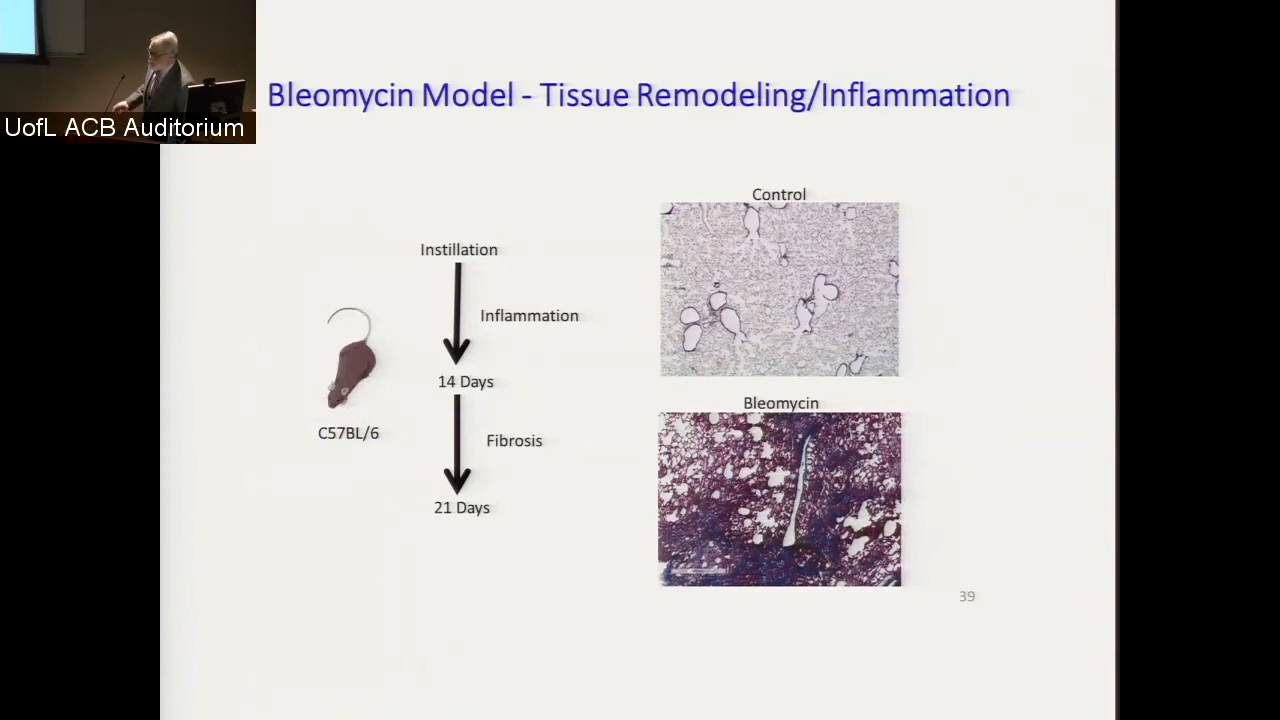 UofL ACB Auditorium
Bleomycin Model - Tissue Remodeling/Inflammation
Control
Instillation
Inflammation
14 Days
C57BL/6
Fibrosis
21 Days
Bleomycin
39